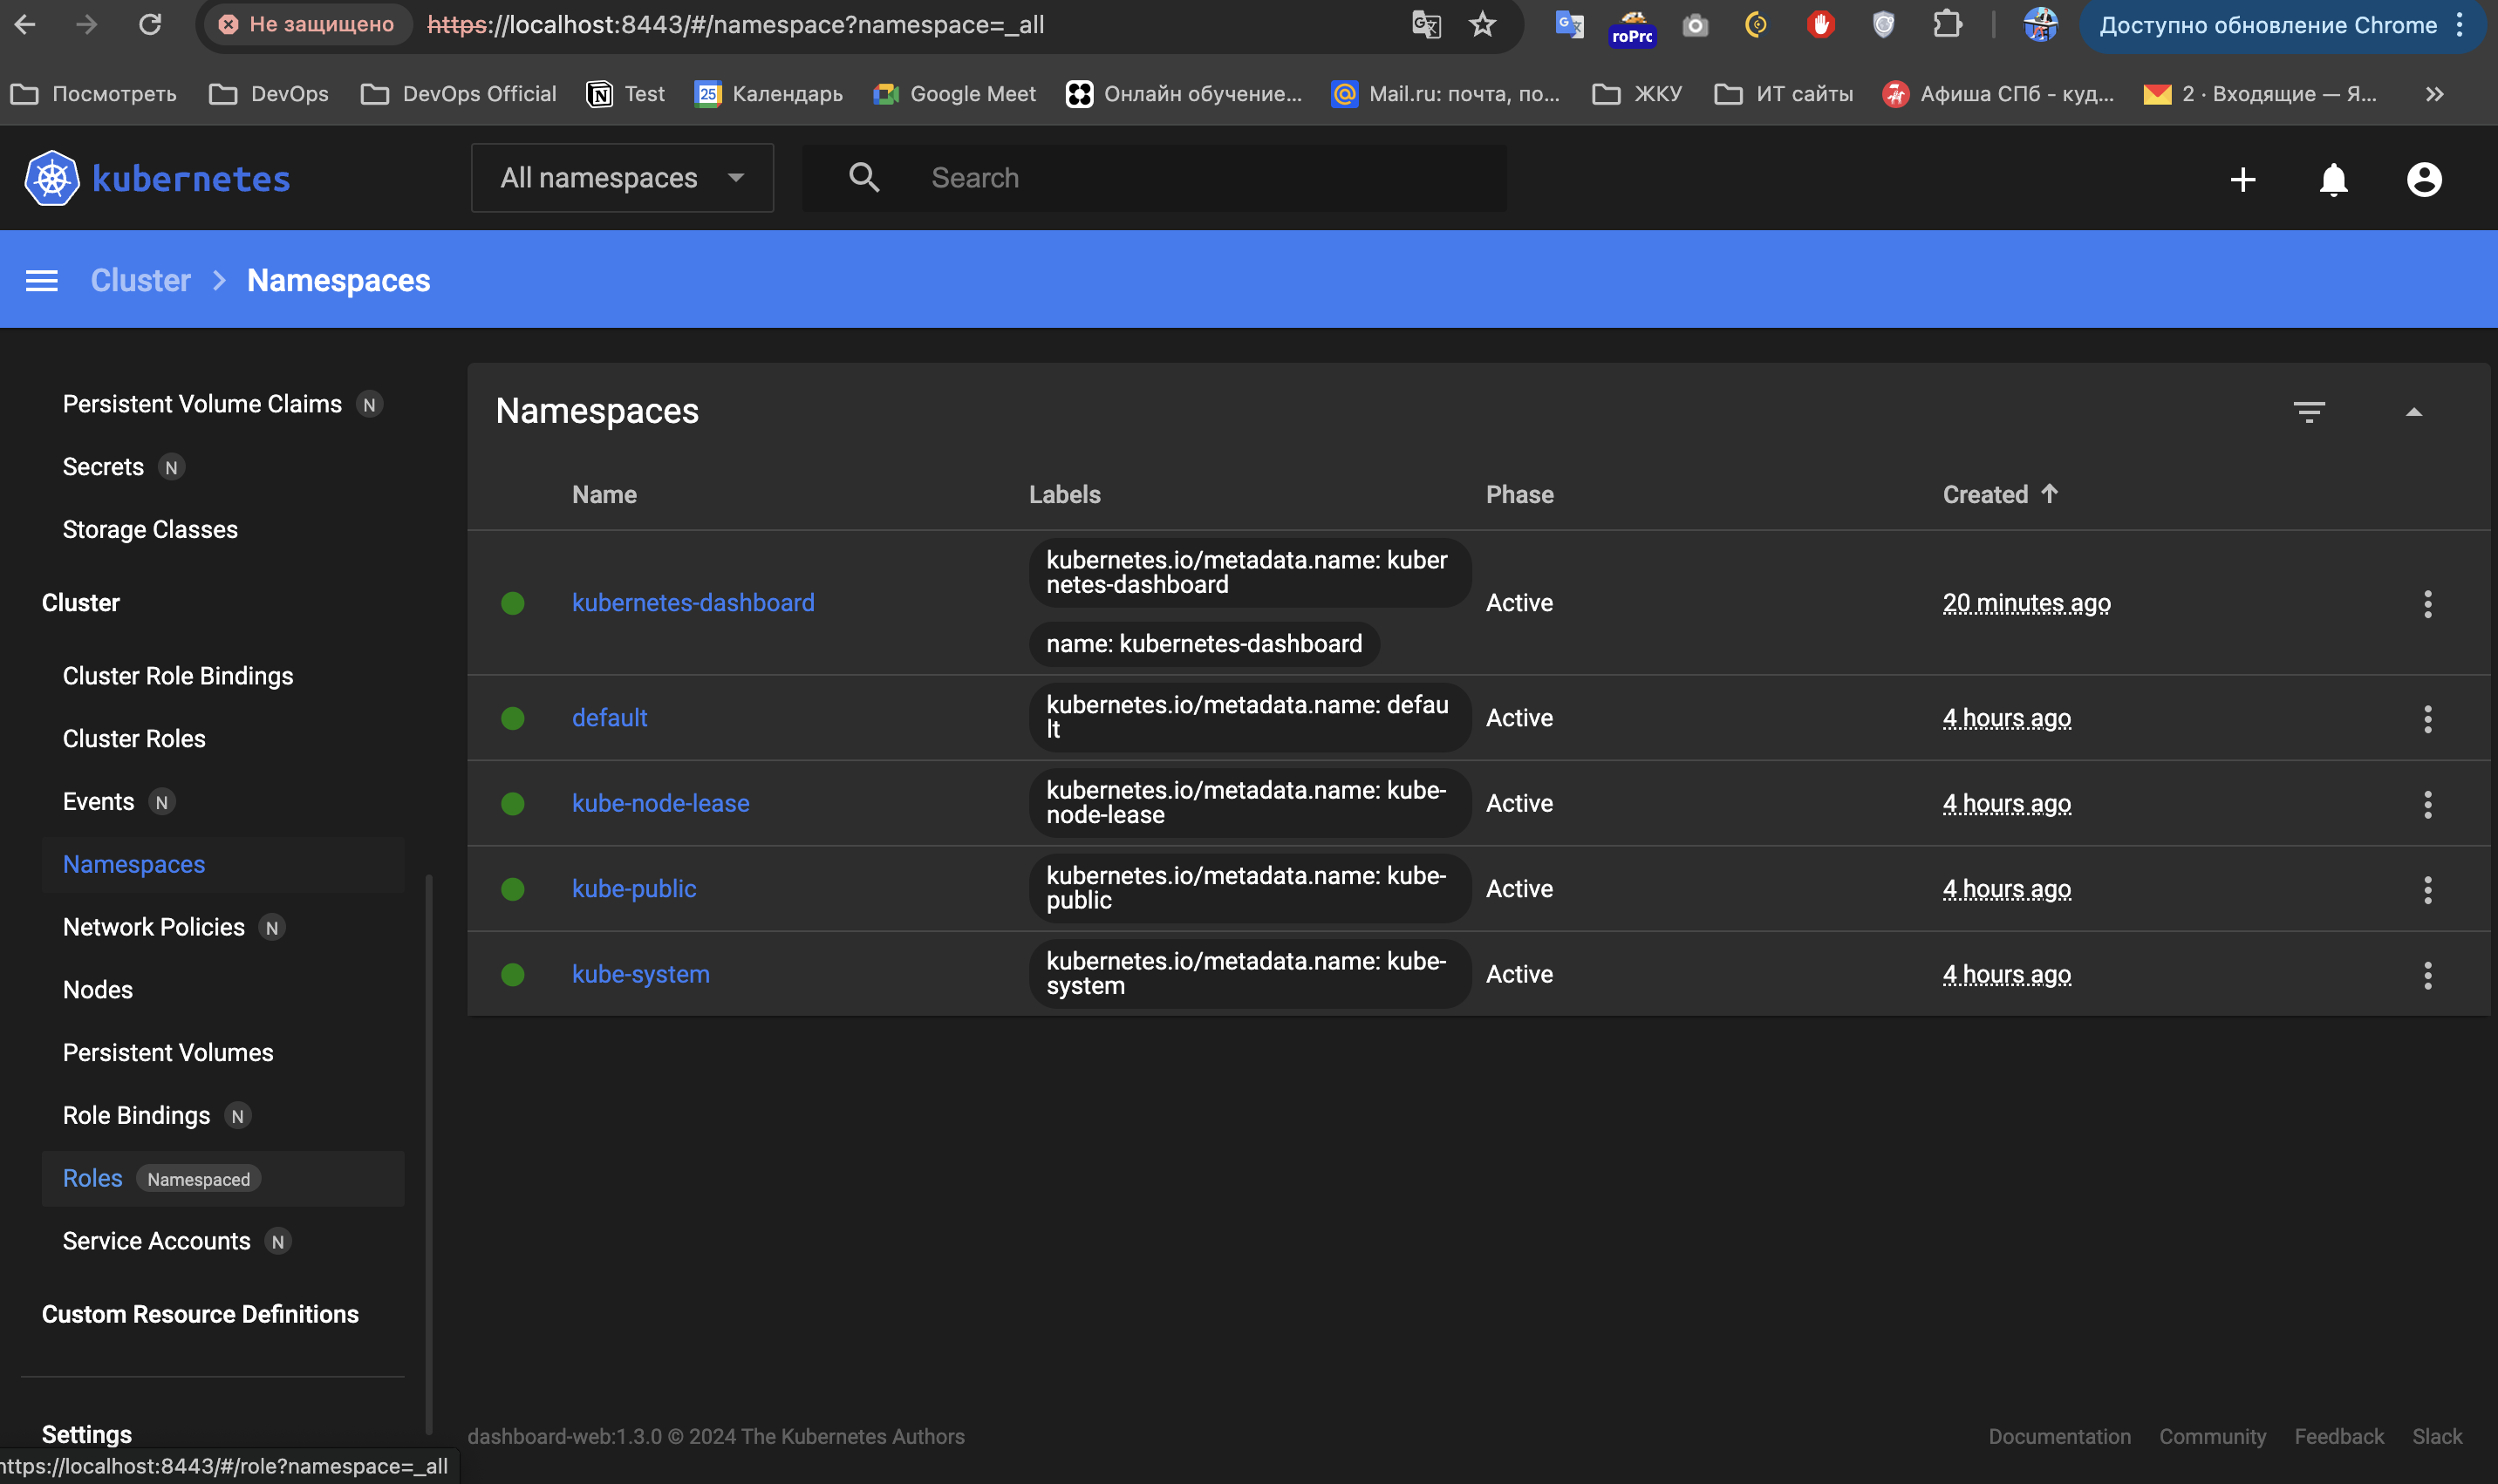 Не защищено
https://localhost:8443/#/namespace?namespace=_all
roPrc
Доступно обновление Chrome
Посмотреть
DevOps
DevOps Official
Test
25
Календарь
Google Meet
Онлайн обучение...
Mail.ru: почта, по...
ЖКУ
ИТ сайты
Афиша СПб - куд...
2 · Входящие — Я...
kubernetes
All namespaces
Search
Cluster
Namespaces
Persistent Volume Claims N
Secrets N
Storage Classes
Cluster
Cluster Role Bindings
Cluster Roles
Events N
Namespaces
Network Policies N
Nodes
Persistent Volumes
Role Bindings N
Roles Namespaced
Service Accounts N
Custom Resource Definitions
Settings
Namespaces
Name Labels Phase Created
kubernetes-dashboard
kubernetes.io/metadata.name: kuber
netes-dashboard
name: kubernetes-dashboard
Active
20 minutes ago
default
kubernetes.io/metadata.name: defau
lt
Active
4 hours ago
kube-node-lease
kubernetes.io/metadata.name: kube-
node-lease
Active
4 hours ago
kube-public
kubernetes.io/metadata.name: kube-
public
Active
4 hours ago
kube-system
kubernetes.io/metadata.name: kube-
system
Active
4 hours ago
dashboard-web:1.3.0 © 2024 The Kubernetes Authors
Documentation
Community
Feedback
Slack
https://localhost:8443/#/role?namespace=_all